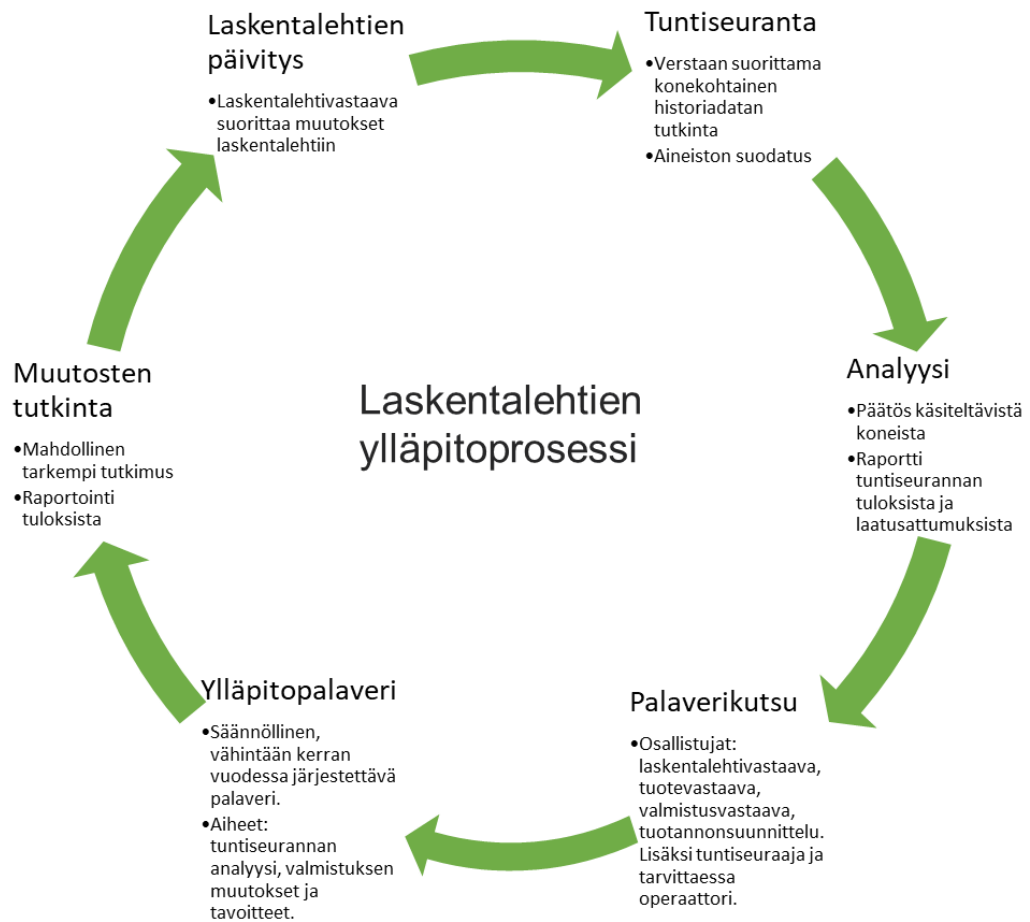 Laskentalehtien
päivitys
•Laskentalehtivastaava
suorittaa muutokset
laskentalehtiin
Tuntiseuranta
•Verstaan suorittama
konekohtainen
historiadatan
tutkinta
•Aineiston suodatus
Analyysi
•Päätös käsiteltävistä
koneista
•Raportti
tuntiseurannan
tuloksista ja
laatusattumuksista
Palaverikutsu
•Osallistujat:
laskentalehtivastaava,
tuotevastaava,
valmistusvastaava,
tuotannonsuunnittelu.
Lisäksi tuntiseuraaja ja
tarvittaessa
operaattori.
Ylläpitopalaveri
•Säännöllinen,
vähintään kerran
vuodessa järjestettävä
palaveri.
•Aiheet:
tuntiseurannan
analyysi, valmistuksen
muutokset ja
tavoitteet.
Muutosten
tutkinta
•Mahdollinen
tarkempi tutkimus
•Raportointi
tuloksista
Laskentalehtien
ylläpitoprosessi